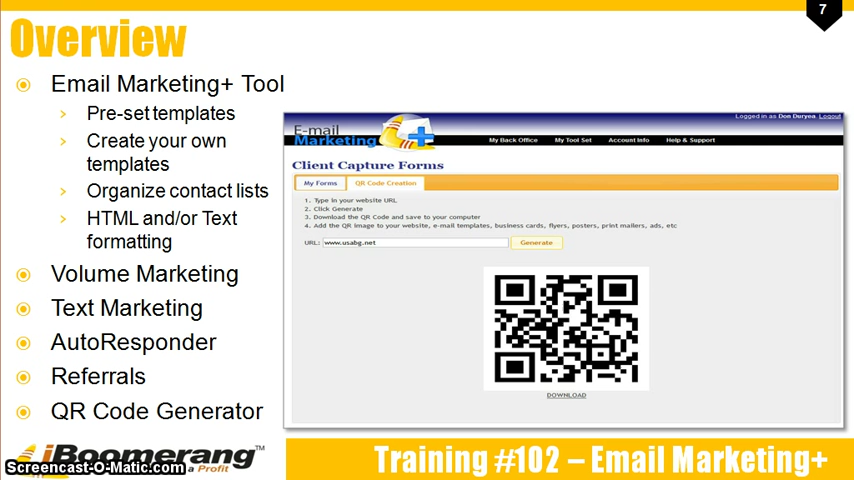 7
Overview
Email Marketing+ Tool
Pre-set templates
Create your own
templates
Organize contact lists
HTML and/or Text
formatting
Volume Marketing
Text Marketing
AutoResponder
Referrals
QR Code Generator
Logged in as Don Duryea, Logout
E-mail
Marketing
My Back Office My Tool Set Account Info Help & Support
Client Capture Forms
My Forms QR Code Creation
1. Type in your website URL
2. Click Generate
3. Download the QR Code and save to your computer
4. Add the QR image to your website, e-mail templates, business cards, flyers, posters, print mailers, ads, etc
URL: www.usabg.net Generate
DOWNLOAD
iBoomerang™
a Profit
Screencast-O-Matic.com
Training #102 – Email Marketing+